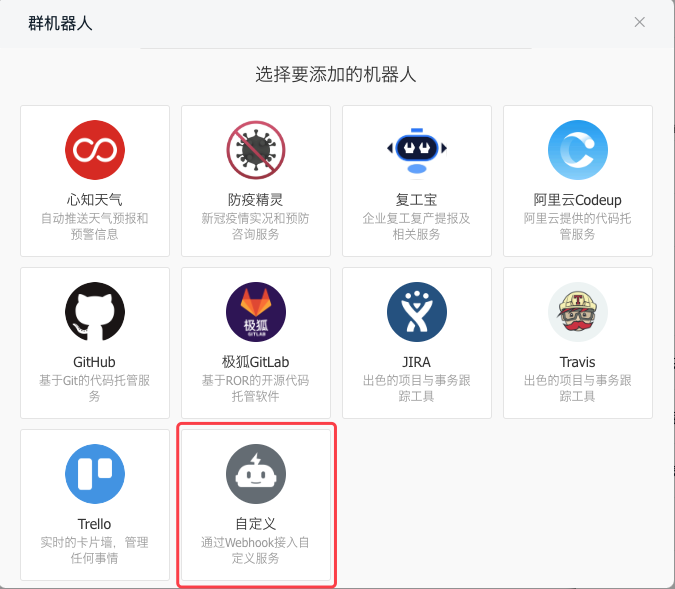 群机器人
选择要添加的机器人
心知天气
自动推送天气预报和
预警信息
防疫精灵
新冠疫情实况和预防
咨询服务
复工宝
企业复工复产提报及
相关服务
阿里云Codeup
阿里云提供的代码托
管服务
GitHub
基于Git的代码托管服
务
极狐
GITLAB
极狐GitLab
基于ROR的开源代码
托管软件
JIRA
出色的项目与事务跟
踪工具
T
Travis
出色的项目与事务跟
踪工具
Trello
实时的卡片墙，管理
任何事情
自定义
通过Webhook接入自
定义服务